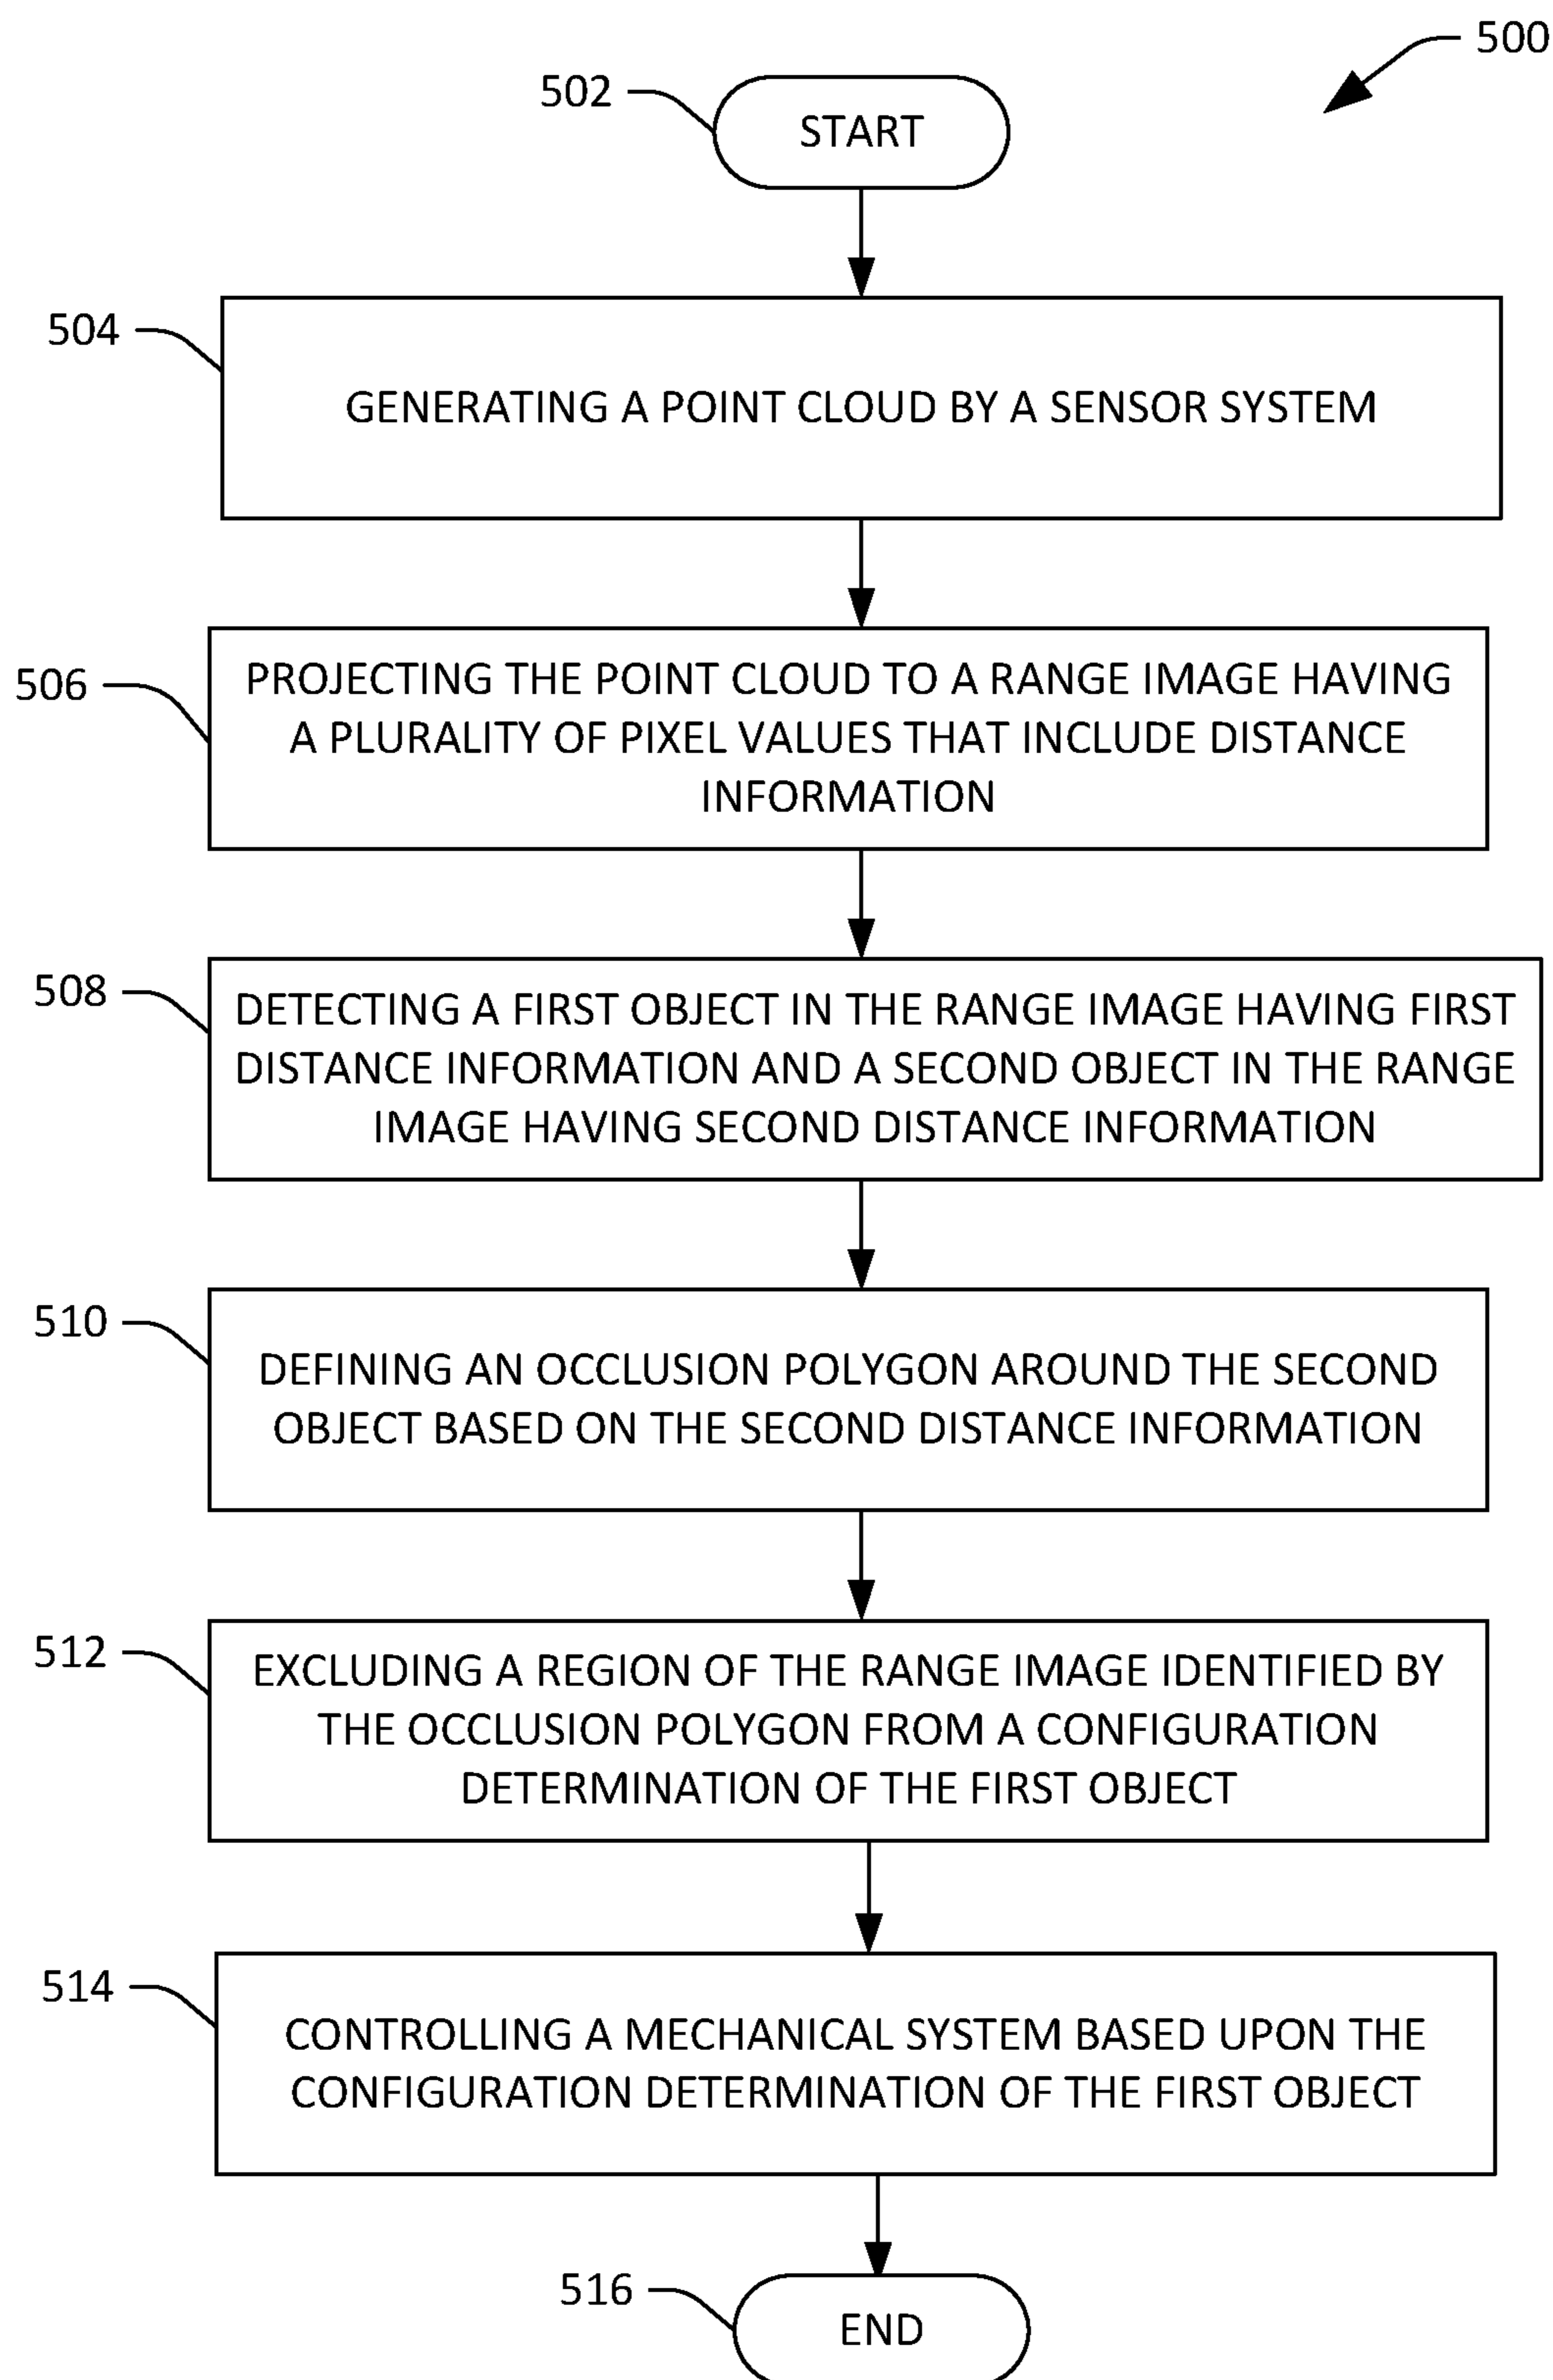 500
502
START
504
GENERATING A POINT CLOUD BY A SENSOR SYSTEM
506
PROJECTING THE POINT CLOUD TO A RANGE IMAGE HAVING
A PLURALITY OF PIXEL VALUES THAT INCLUDE DISTANCE
INFORMATION
508
DETECTING A FIRST OBJECT IN THE RANGE IMAGE HAVING FIRST
DISTANCE INFORMATION AND A SECOND OBJECT IN THE RANGE
IMAGE HAVING SECOND DISTANCE INFORMATION
510
DEFINING AN OCCLUSION POLYGON AROUND THE SECOND
OBJECT BASED ON THE SECOND DISTANCE INFORMATION
512
EXCLUDING A REGION OF THE RANGE IMAGE IDENTIFIED BY
THE OCCLUSION POLYGON FROM A CONFIGURATION
DETERMINATION OF THE FIRST OBJECT
514
CONTROLLING A MECHANICAL SYSTEM BASED UPON THE
CONFIGURATION DETERMINATION OF THE FIRST OBJECT
516
END